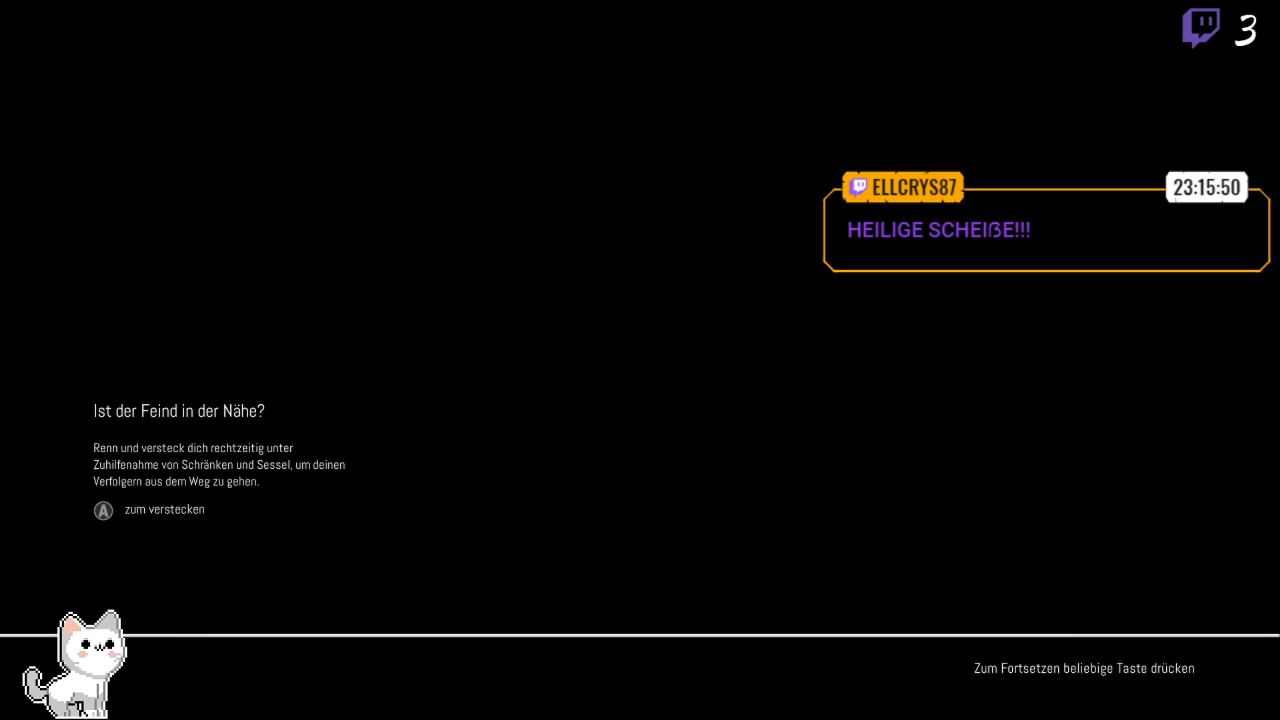 3
ELLCRYS87
23:15:50
HEILIGE SCHEIßE!!!
Ist der Feind in der Nähe?
Renn und versteck dich rechtzeitig unter
Zuhilfenahme von Schränken und Sessel, um deinen
Verfolgern aus dem Weg zu gehen.
A zum verstecken
Zum Fortsetzen beliebige Taste drücken